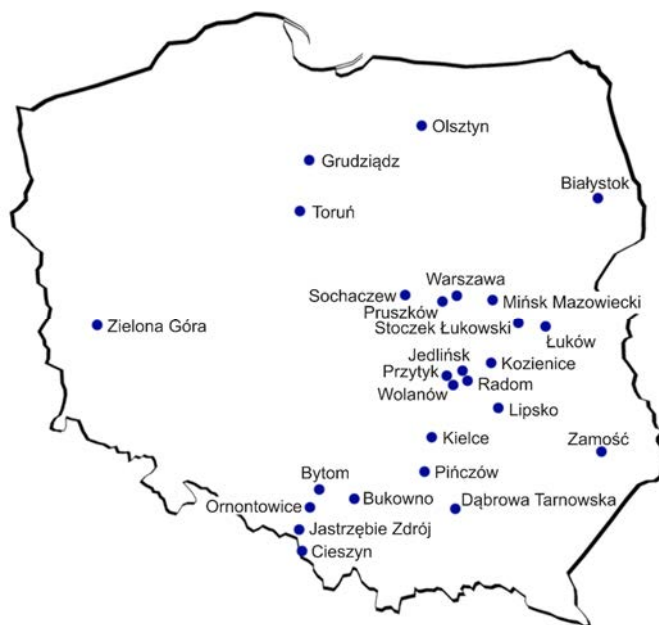 Olsztyn
Grudziądz
Białystok
Toruń
Warszawa
Sochaczew
Mińsk Mazowiecki
Pruszków
Zielona Góra
Stoczek Łukowski
Łuków
Jedlińsk
Kozienice
Przytyk
Radom
Wolanów
Lipsko
Kielce
Zamość
Pińczów
Bytom
Bukowno
Dąbrowa Tarnowska
Ornontowice
Jastrzębie Zdrój
Cieszyn